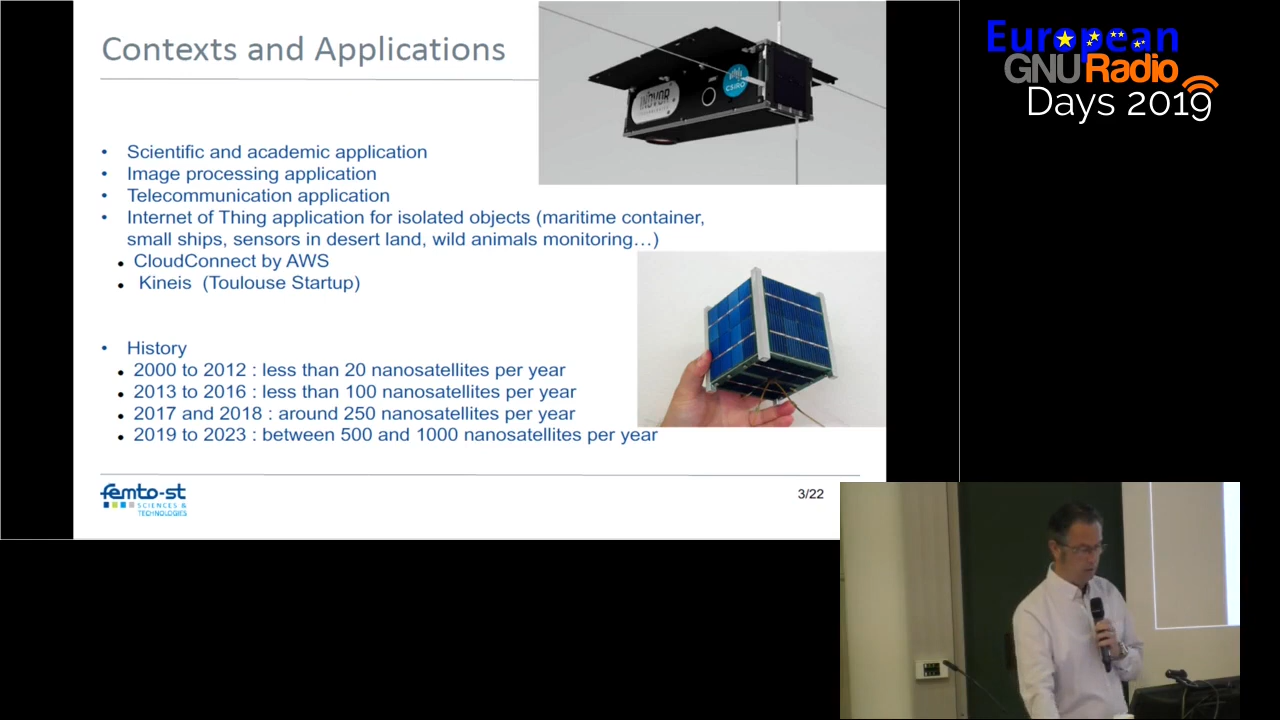 Contexts and Applications
INOVOR
CSIRO
• Scientific and academic application
• Image processing application
• Telecommunication application
• Internet of Thing application for isolated objects (maritime container,
small ships, sensors in desert land, wild animals monitoring…)
• CloudConnect by AWS
• Kineis (Toulouse Startup)
• History
• 2000 to 2012 : less than 20 nanosatellites per year
• 2013 to 2016 : less than 100 nanosatellites per year
• 2017 and 2018 : around 250 nanosatellites per year
• 2019 to 2023 : between 500 and 1000 nanosatellites per year
femto-st
SCIENCES &
TECHNOLOGIES
3/22
European
GNURadio
Days 2019